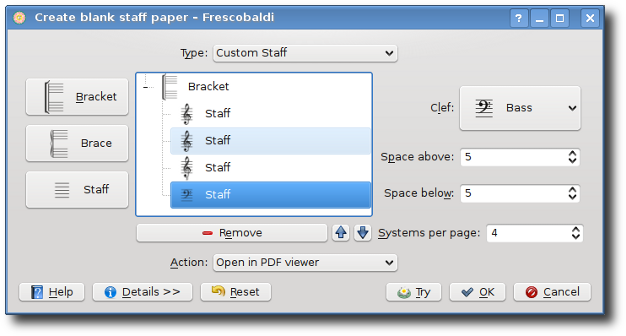 Create blank staff paper – Frescobaldi
Type: Custom Staff
Bracket
Brace
Staff
Bracket
Staff
Staff
Staff
Staff
Clef: Bass
Space above: 5
Space below: 5
Remove
Systems per page: 4
Action: Open in PDF viewer
Help Details >> Reset Try OK Cancel